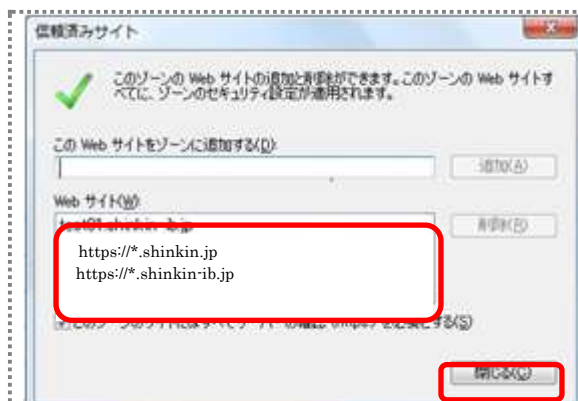 信頼済みサイト
このゾーンの Web サイトの追加と削除ができます。このゾーンの Web サイトす
べてに、ゾーンのセキュリティ設定が適用されます。
この Web サイトをゾーンに追加する(D):
追加(A)
Web サイト(W):
削除(R)
https://*.shinkin.jp
https://*.shinkin-ib.jp
閉じる(C)